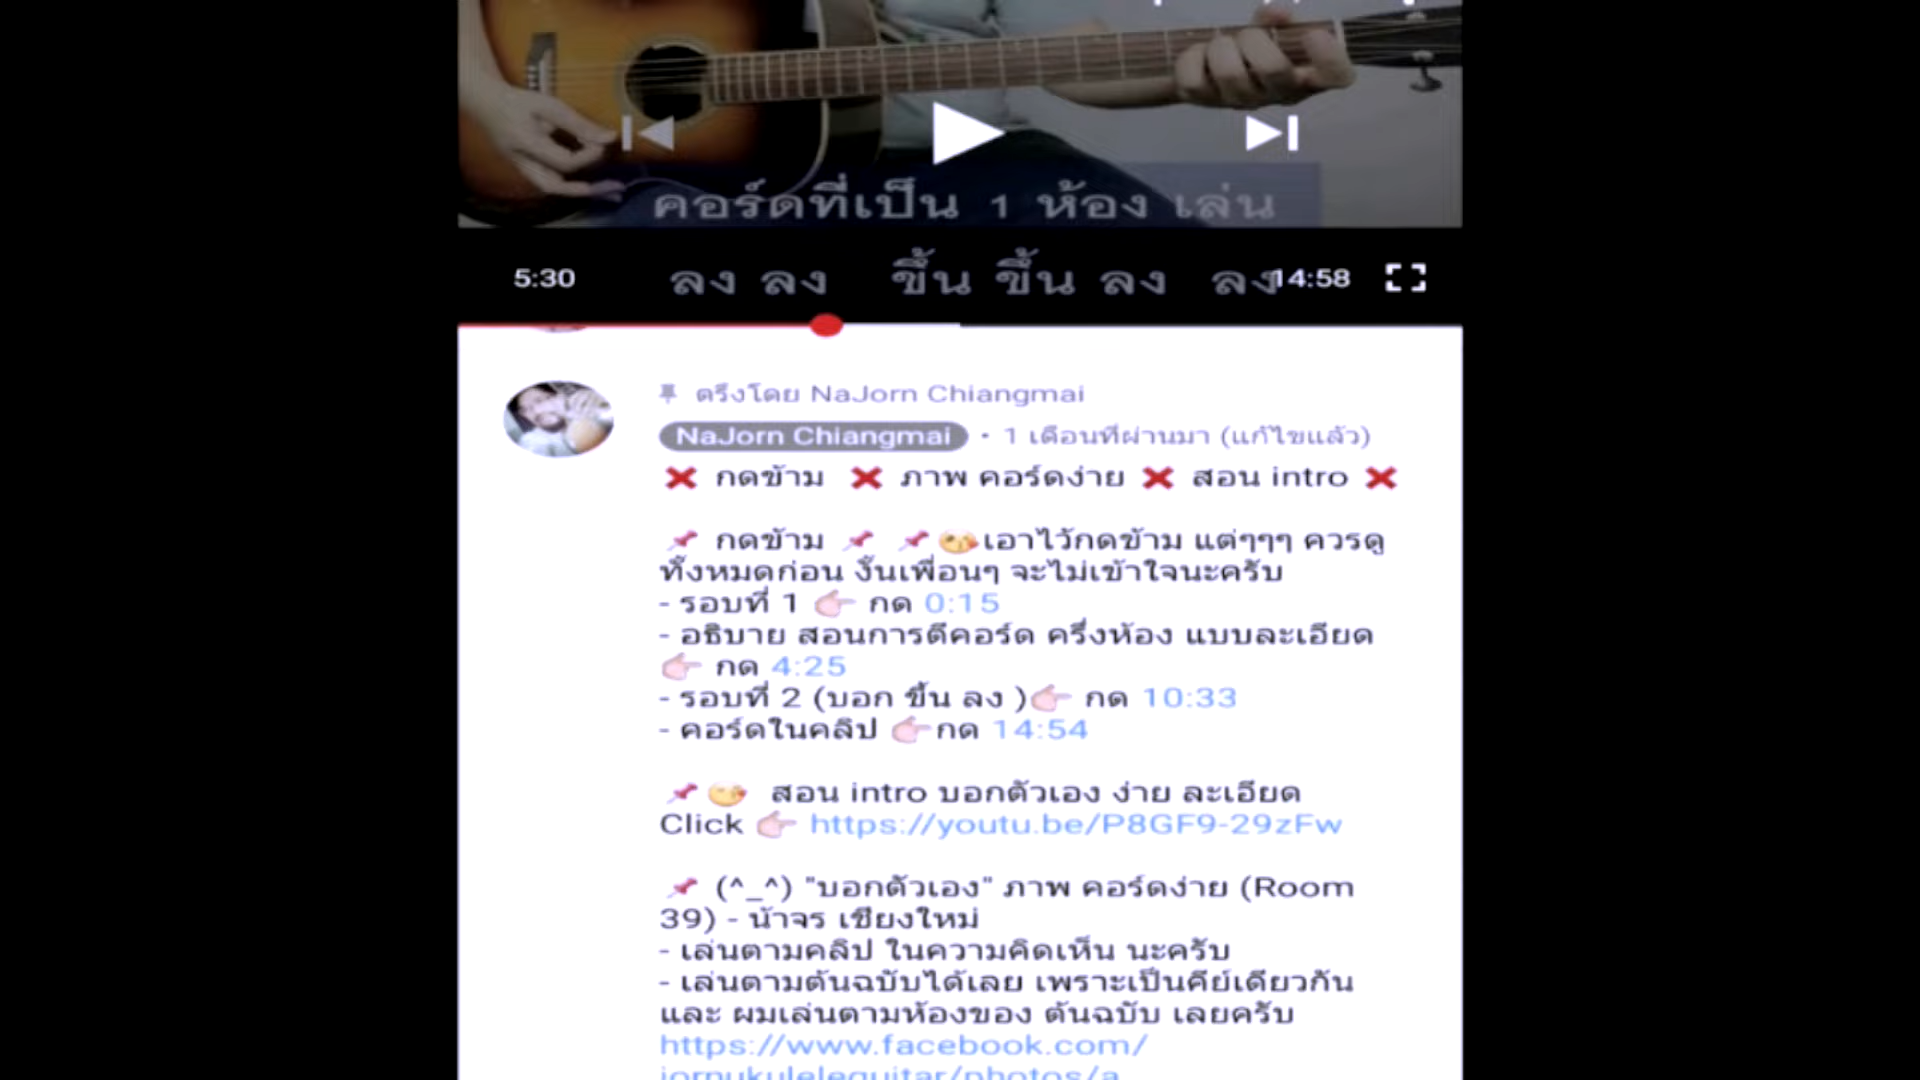 คอร์ดที่เป็น 1 ห้อง เล่น
5:30 ลง ลง ขึ้น ขึ้น ลง ลง 14:58
ตรึงโดย NaJorn Chiangmai
NaJorn Chiangmai • 1 เดือนที่ผ่านมา (แก้ไขแล้ว)
❌ กดข้าม ❌ ภาพ คอร์ดง่าย ❌ สอน intro ❌
📌 กดข้าม 📌 📌 😘เอาไว้กดข้าม แต่ๆๆๆ ควรดู
ทั้งหมดก่อน งั้นเพื่อนๆ จะไม่เข้าใจนะครับ
- รอบที่ 1 👉 กด 0:15
- อธิบาย สอนการตีคอร์ด ครึ่งห้อง แบบละเอียด
👉 กด 4:25
- รอบที่ 2 (บอก ขึ้น ลง )👉 กด 10:33
- คอร์ดในคลิป 👉กด 14:54
📌😘 สอน intro บอกตัวเอง ง่าย ละเอียด
Click 👉 https://youtu.be/P8GF9-29zFw
📌 (^_^) "บอกตัวเอง" ภาพ คอร์ดง่าย (Room
39) - น้าจร เชียงใหม่
- เล่นตามคลิป ในความคิดเห็น นะครับ
- เล่นตามต้นฉบับได้เลย เพราะเป็นคีย์เดียวกัน
และ ผมเล่นตามห้องของ ต้นฉบับ เลยครับ
https://www.facebook.com/
jornukuleleguitar/photos/a